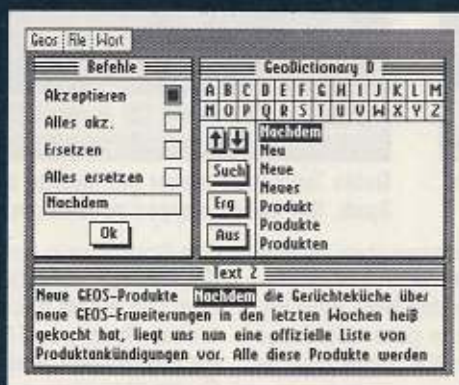 Geos File Wort
Befehle
Akzeptieren
Alles akz.
Ersetzen
Alles ersetzen
Nachdem
Ok
GeoDictionary D
A B C D E F G H I J K L M
N O P Q R S T U V W X Y Z
Such
Erg
Aus
Nachdem
Neu
Neue
Neues
Produkt
Produkte
Produkten
Text 2
Neue GEOS-Produkte Nachdem die Gerüchteküche über
neue GEOS-Erweiterungen in den letzten Wochen heiß
gekocht hat, liegt uns nun eine offizielle Liste von
Produktankündigungen vor. Alle diese Produkte werden